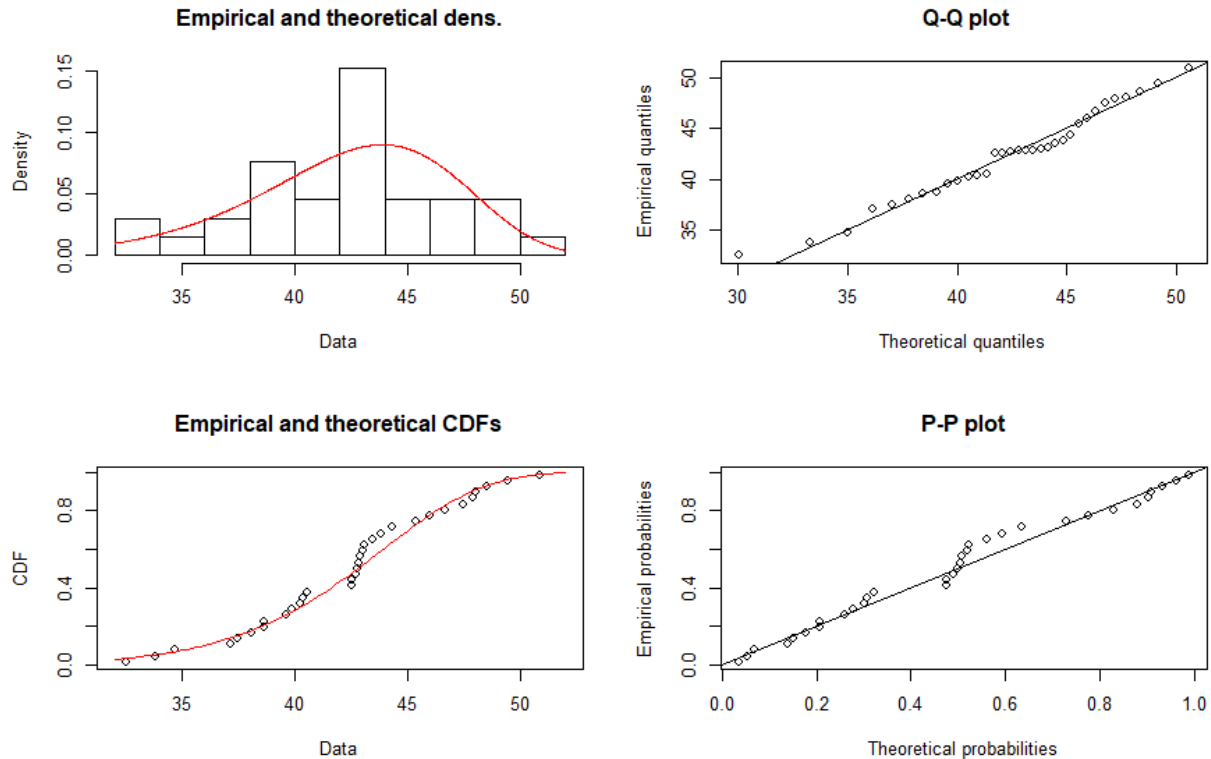 Empirical and theoretical dens.
Density
0.00 0.05 0.10 0.15
35 40 45 50
Data
Q-Q plot
Empirical quantiles
35 40 45 50
30 35 40 45 50
Theoretical quantiles
Empirical and theoretical CDFs
CDF
0.0 0.4 0.8
35 40 45 50
Data
P-P plot
Empirical probabilities
0.0 0.4 0.8
0.0 0.2 0.4 0.6 0.8 1.0
Theoretical probabilities